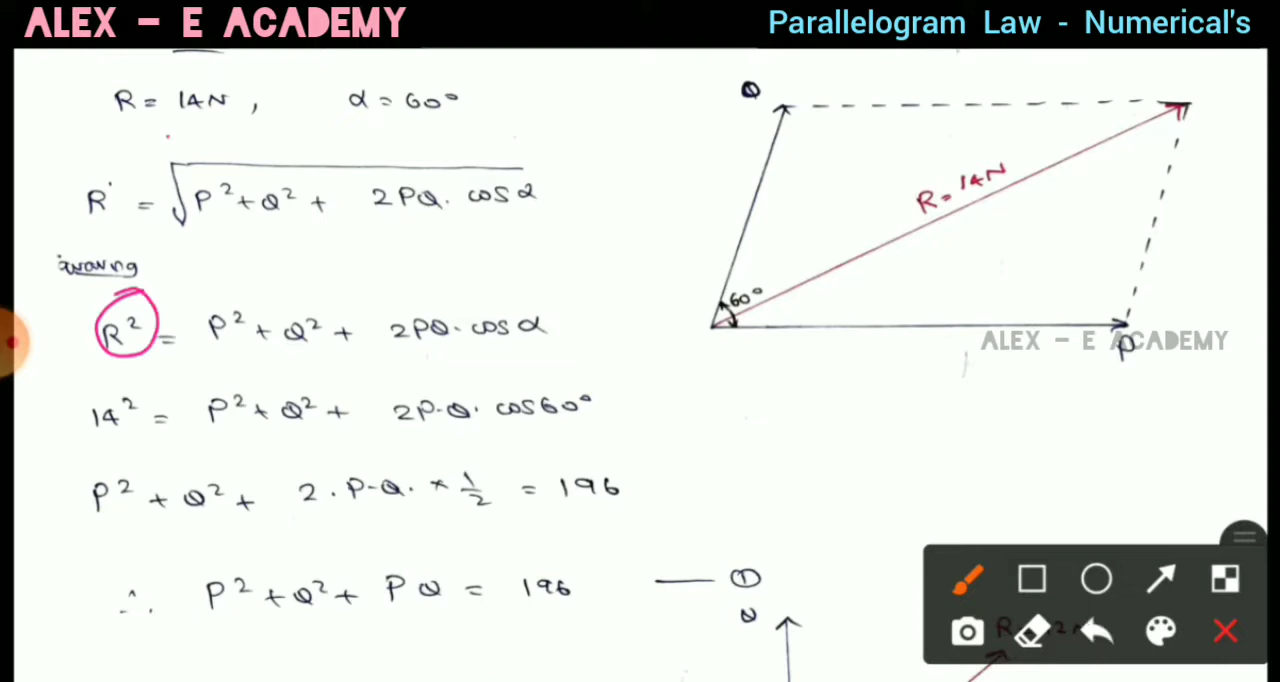 ALEX - E ACADEMY
Parallelogram Law - Numerical's
R = 14N, α = 60°
R = √P² + Q² + 2PQ. cos α
R² = P² + Q² + 2PQ. cos α
14² = P² + Q² + 2P.Q. cos 60°
P² + Q² + 2. P.Q. × 1/2 = 196
∴ P² + Q² + PQ = 196 — ①
Q
R = 14N
60°
ALEX - E ACADEMY
P
Q